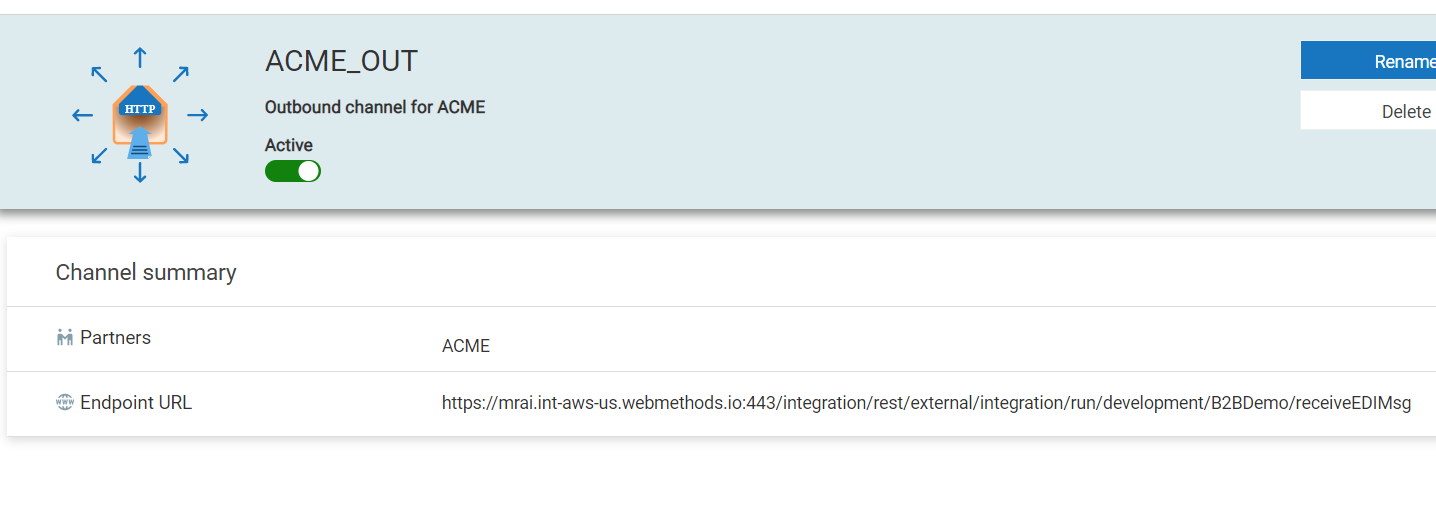 HTTP
ACME_OUT
Outbound channel for ACME
Active
Rename
Delete
Channel summary
Partners
ACME
www Endpoint URL
https://mrai.int-aws-us.webmethods.io:443/integration/rest/external/integration/run/development/B2BDemo/receiveEDIMsg